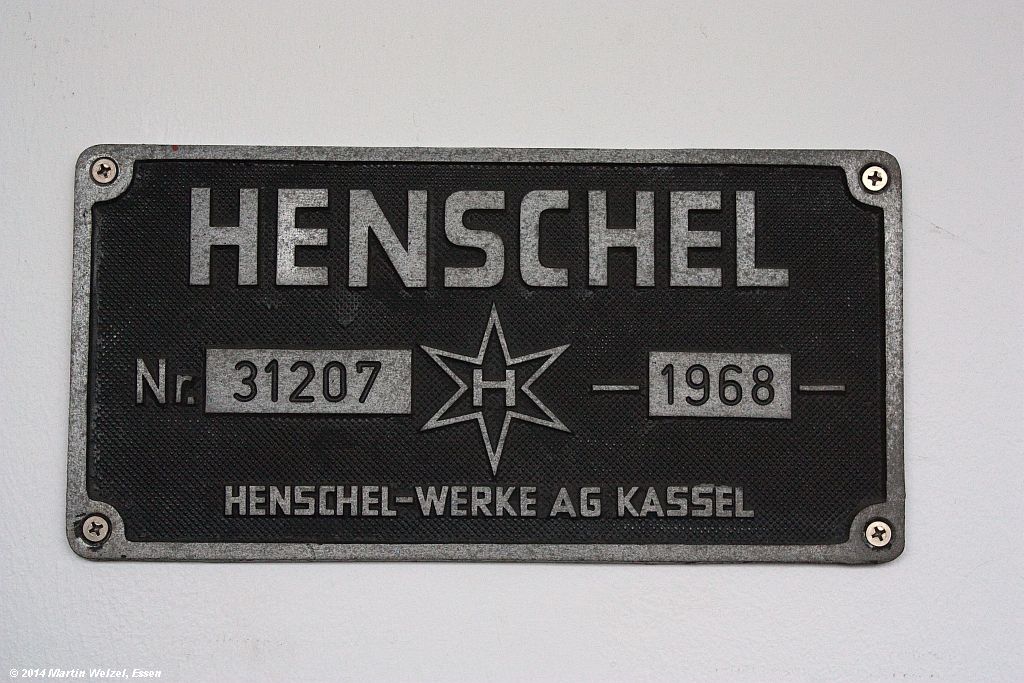 HENSCHEL
Nr. 31207 H — 1968 —
HENSCHEL-WERKE AG KASSEL
© 2014 Martin Welzel, Essen